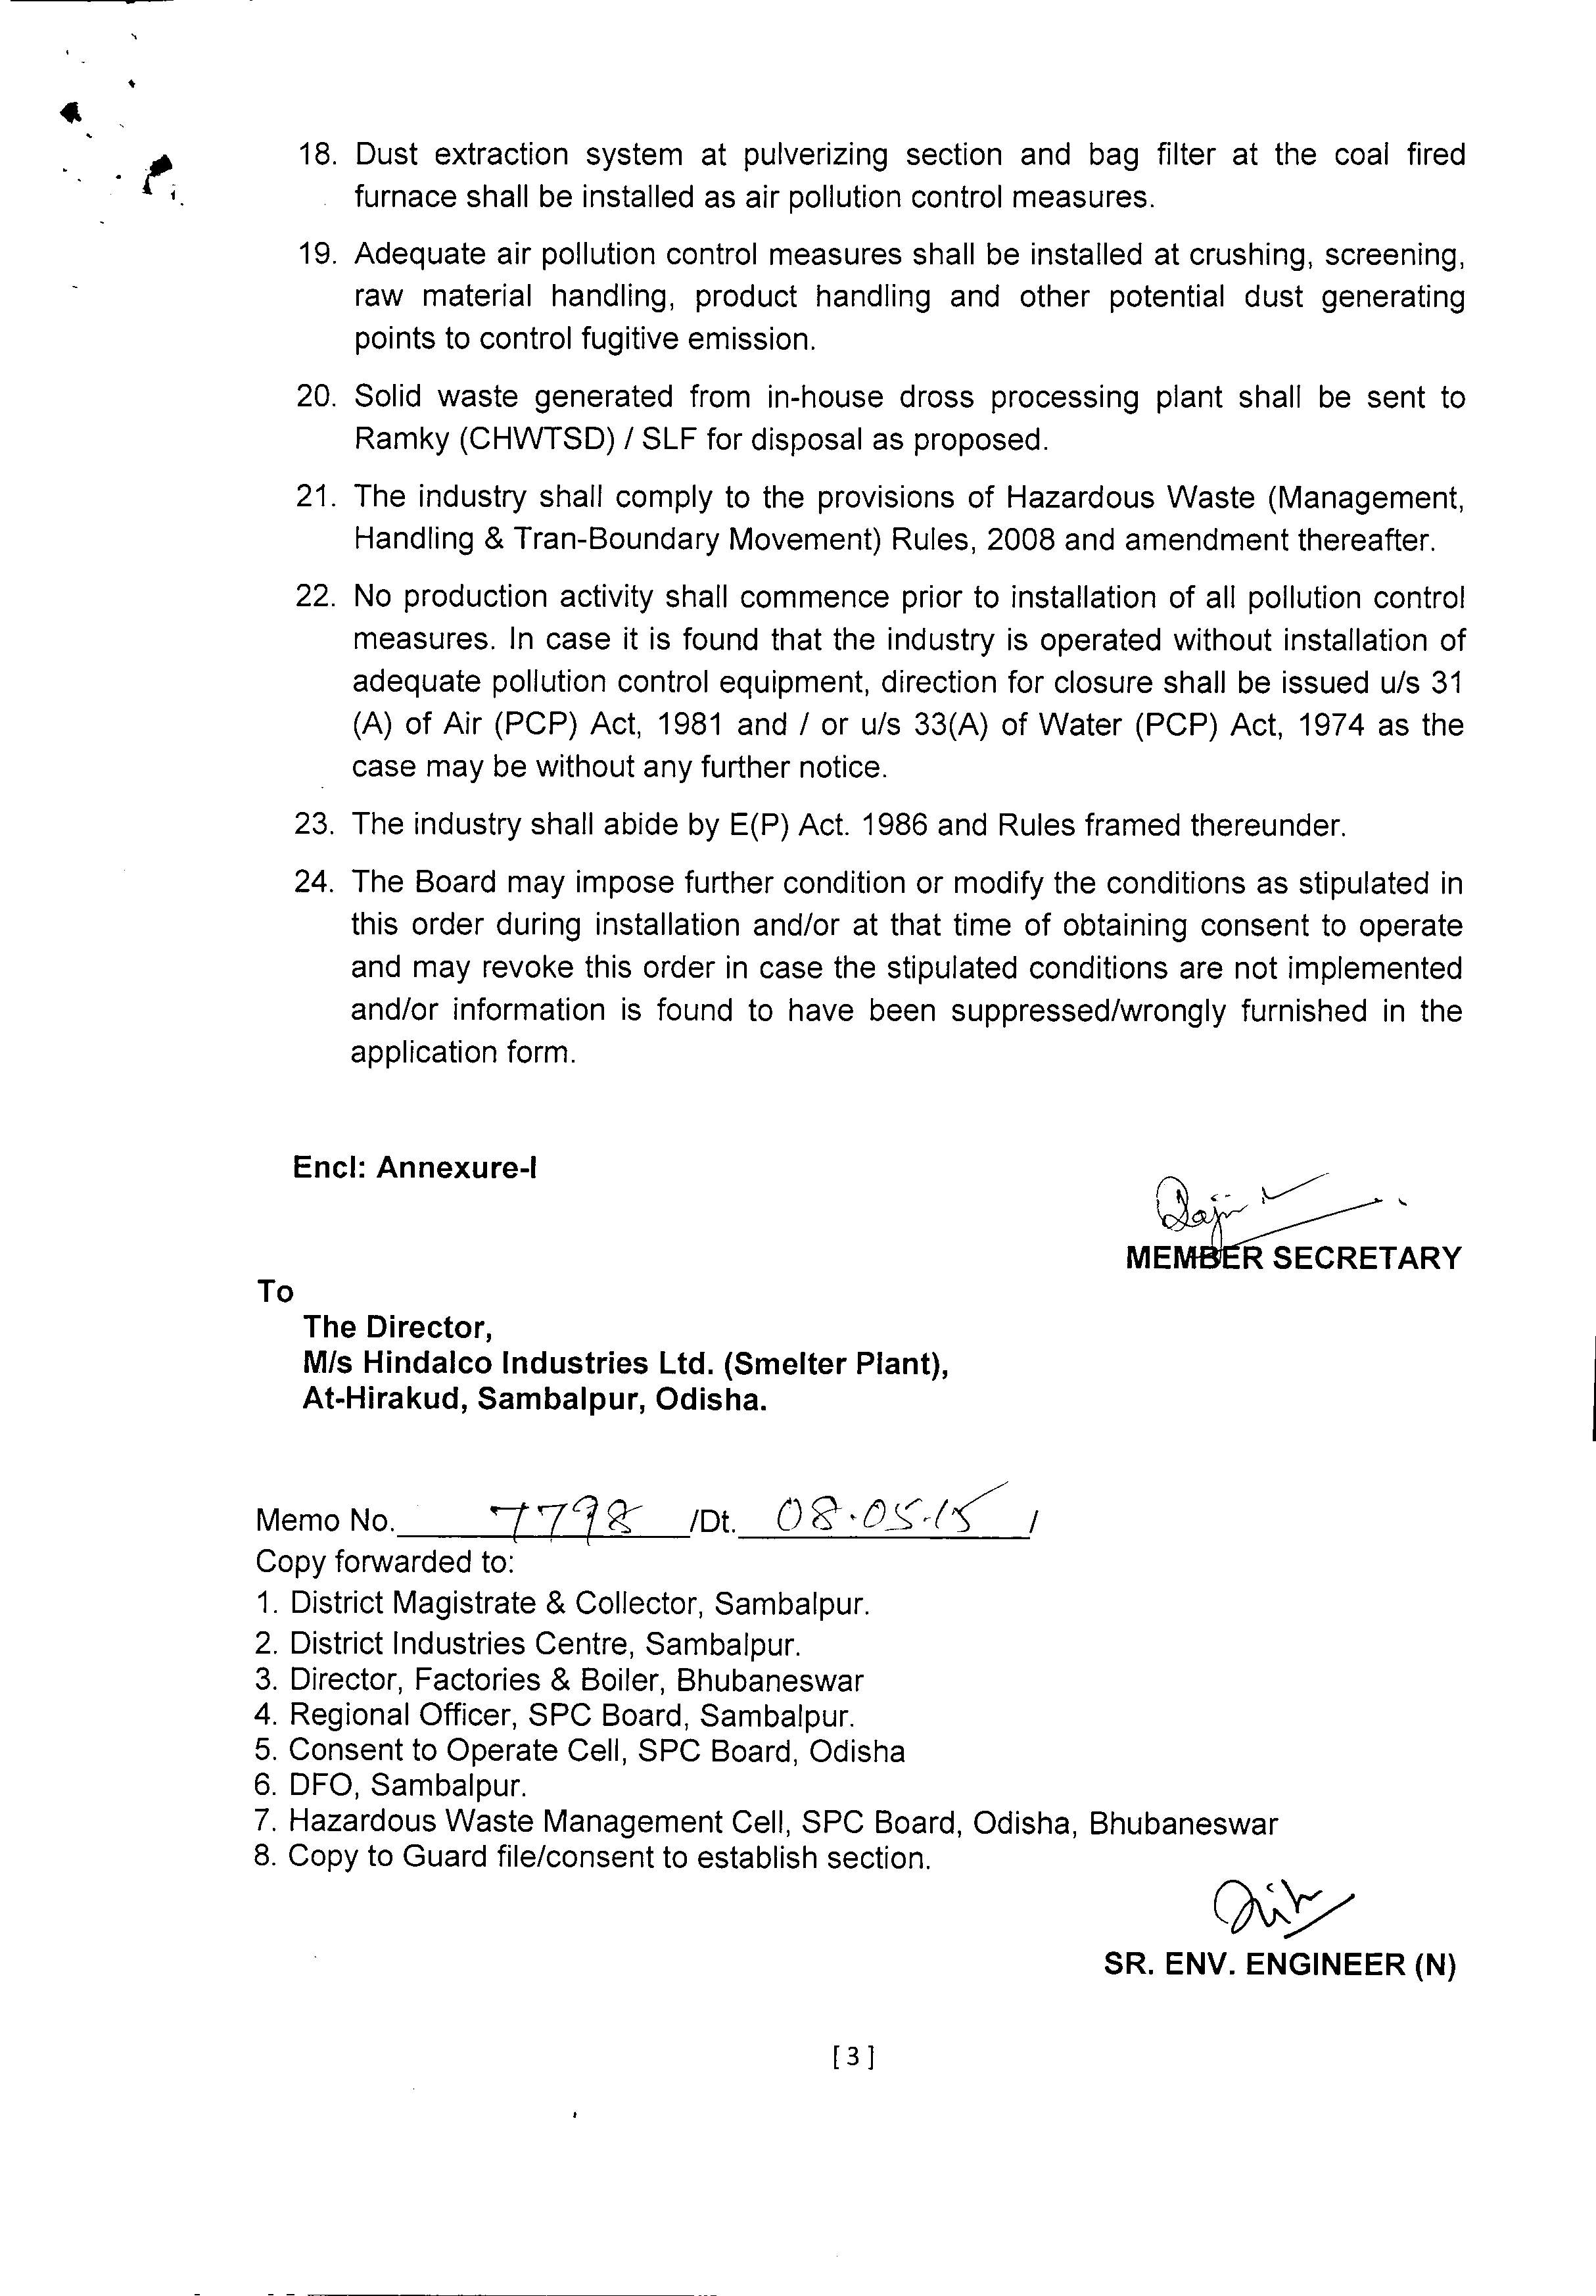 18. Dust extraction system at pulverizing section and bag filter at the coal fired
furnace shall be installed as air pollution control measures.
19. Adequate air pollution control measures shall be installed at crushing, screening,
raw material handling, product handling and other potential dust generating
points to control fugitive emission.
20. Solid waste generated from in-house dross processing plant shall be sent to
Ramky (CHWTSD) / SLF for disposal as proposed.
21. The industry shall comply to the provisions of Hazardous Waste (Management,
Handling & Tran-Boundary Movement) Rules, 2008 and amendment thereafter.
22. No production activity shall commence prior to installation of all pollution control
measures. In case it is found that the industry is operated without installation of
adequate pollution control equipment, direction for closure shall be issued u/s 31
(A) of Air (PCP) Act, 1981 and / or u/s 33(A) of Water (PCP) Act, 1974 as the
case may be without any further notice.
23. The industry shall abide by E(P) Act. 1986 and Rules framed thereunder.
24. The Board may impose further condition or modify the conditions as stipulated in
this order during installation and/or at that time of obtaining consent to operate
and may revoke this order in case the stipulated conditions are not implemented
and/or information is found to have been suppressed/wrongly furnished in the
application form.
Encl: Annexure-I
MEMBER SECRETARY
To
The Director,
M/s Hindalco Industries Ltd. (Smelter Plant),
At-Hirakud, Sambalpur, Odisha.
Memo No. 7798 /Dt. 08.05.15 /
Copy forwarded to:
1. District Magistrate & Collector, Sambalpur.
2. District Industries Centre, Sambalpur.
3. Director, Factories & Boiler, Bhubaneswar
4. Regional Officer, SPC Board, Sambalpur.
5. Consent to Operate Cell, SPC Board, Odisha
6. DFO, Sambalpur.
7. Hazardous Waste Management Cell, SPC Board, Odisha, Bhubaneswar
8. Copy to Guard file/consent to establish section.
SR. ENV. ENGINEER (N)
[3]